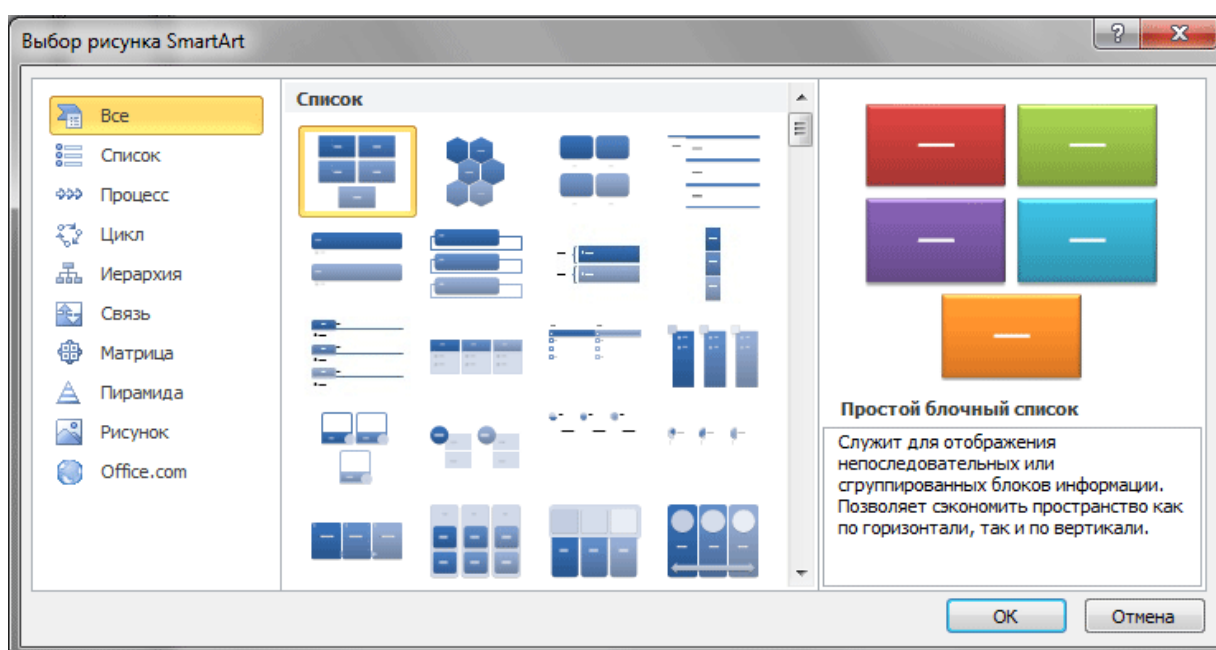 Выбор рисунка SmartArt
Все
Список
Процесс
Цикл
Иерархия
Связь
Матрица
Пирамида
Рисунок
Office.com
Список
Простой блочный список
Служит для отображения
непоследовательных или
сгруппированных блоков информации.
Позволяет сэкономить пространство как
по горизонтали, так и по вертикали.
ОК
Отмена